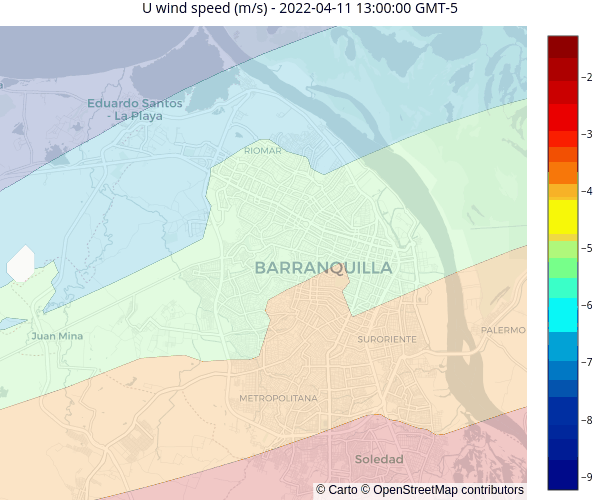 U wind speed (m/s) - 2022-04-11 13:00:00 GMT-5
Eduardo Santos
- La Playa
RIOMAR
BARRANQUILLA
Juan Mina
SURORIENTE
PALERMO
METROPOLITANA
Soledad
© Carto © OpenStreetMap contributors
−2
−3
−4
−5
−6
−7
−8
−9